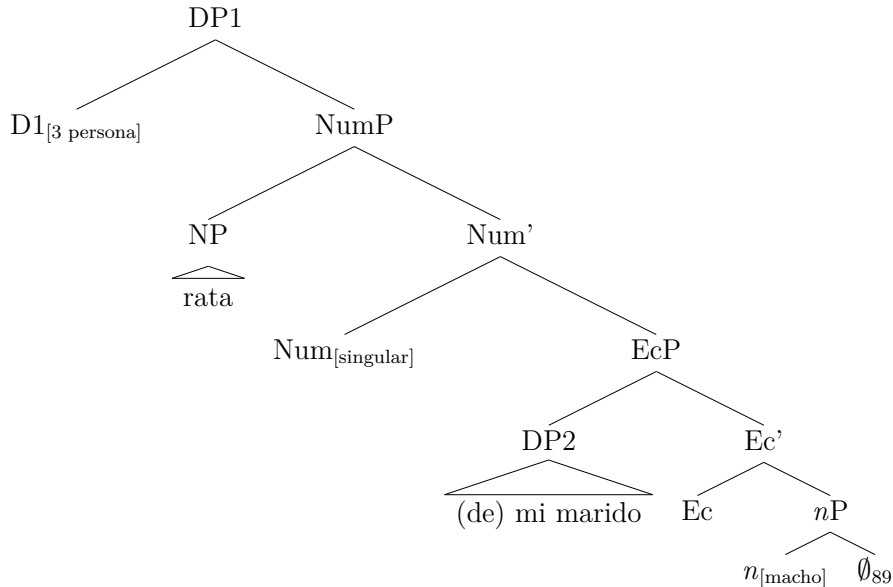 DP1
D1[3 persona] NumP
NP Num'
rata
Num[singular] EcP
DP2 Ec'
(de) mi marido Ec nP
n[macho] ∅89